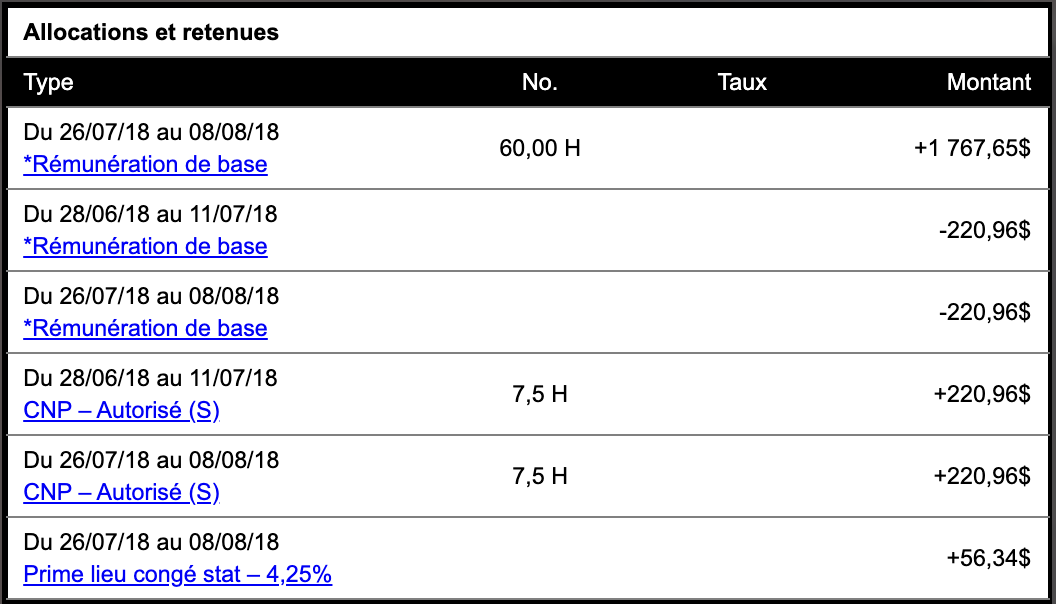 Allocations et retenues
Type No. Taux Montant
Du 26/07/18 au 08/08/18
*Rémunération de base 60,00 H +1 767,65$
Du 28/06/18 au 11/07/18
*Rémunération de base -220,96$
Du 26/07/18 au 08/08/18
*Rémunération de base -220,96$
Du 28/06/18 au 11/07/18
CNP – Autorisé (S) 7,5 H +220,96$
Du 26/07/18 au 08/08/18
CNP – Autorisé (S) 7,5 H +220,96$
Du 26/07/18 au 08/08/18
Prime lieu congé stat – 4,25% +56,34$